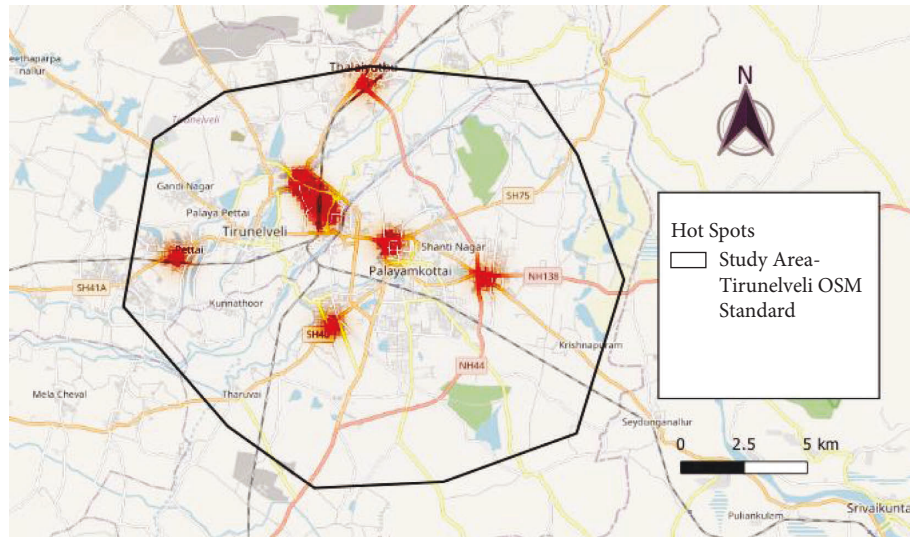 eethaparpa
nallur
Thalaiyuthu
Tirunelveli
N
Gandi Nagar
SH75
Palaya Pettai
Tirunelveli
Shanti Nagar
Pettai
Palayamkottai
NH138
SH41A
Kunnathoor
SH40
Krishnapuram
NH44
Mela Cheval
Tharuvai
Seydunganallur
Hot Spots
Study Area-
Tirunelveli OSM
Standard
0 2.5 5 km
Srivaikunta
Puliankulem